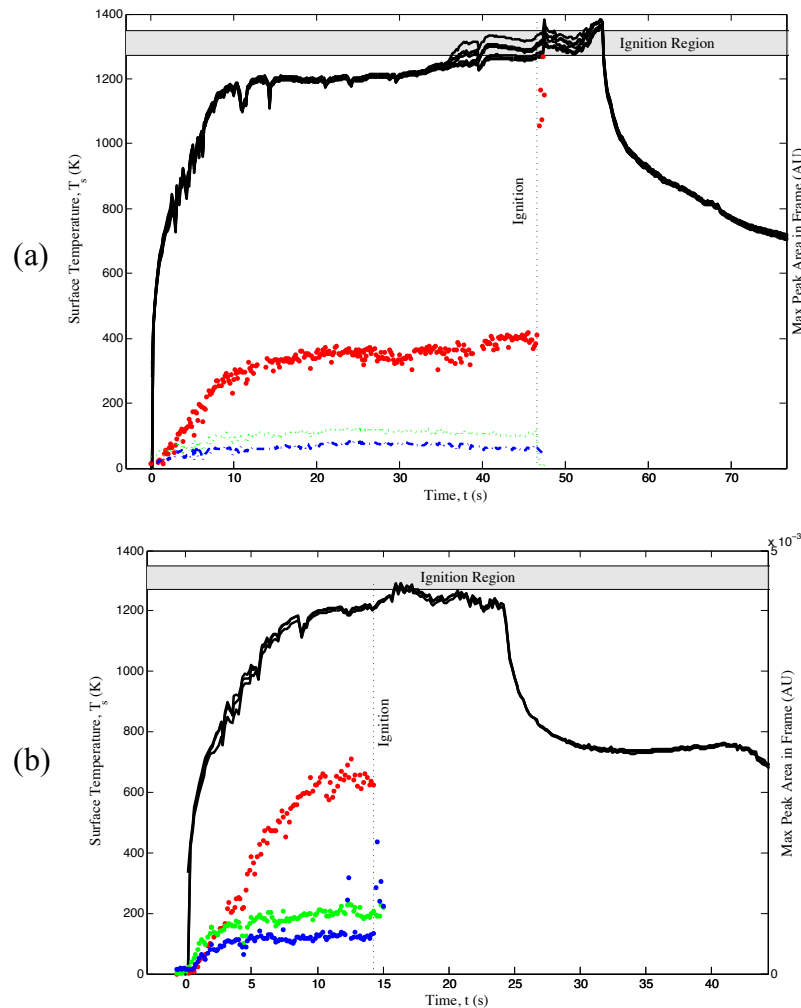 (a)
Surface Temperature, T_s (K)
1400
1200
1000
800
600
400
200
0
Ignition Region
Ignition
Max Peak Area in Frame (AU)
0 10 20 30 40 50 60 70
Time, t (s)
(b)
Surface Temperature, T_s (K)
1400
1200
1000
800
600
400
200
0
Ignition Region
Ignition
5 x 10⁻³
0
Max Peak Area in Frame (AU)
0 5 10 15 20 25 30 35 40
Time, t (s)